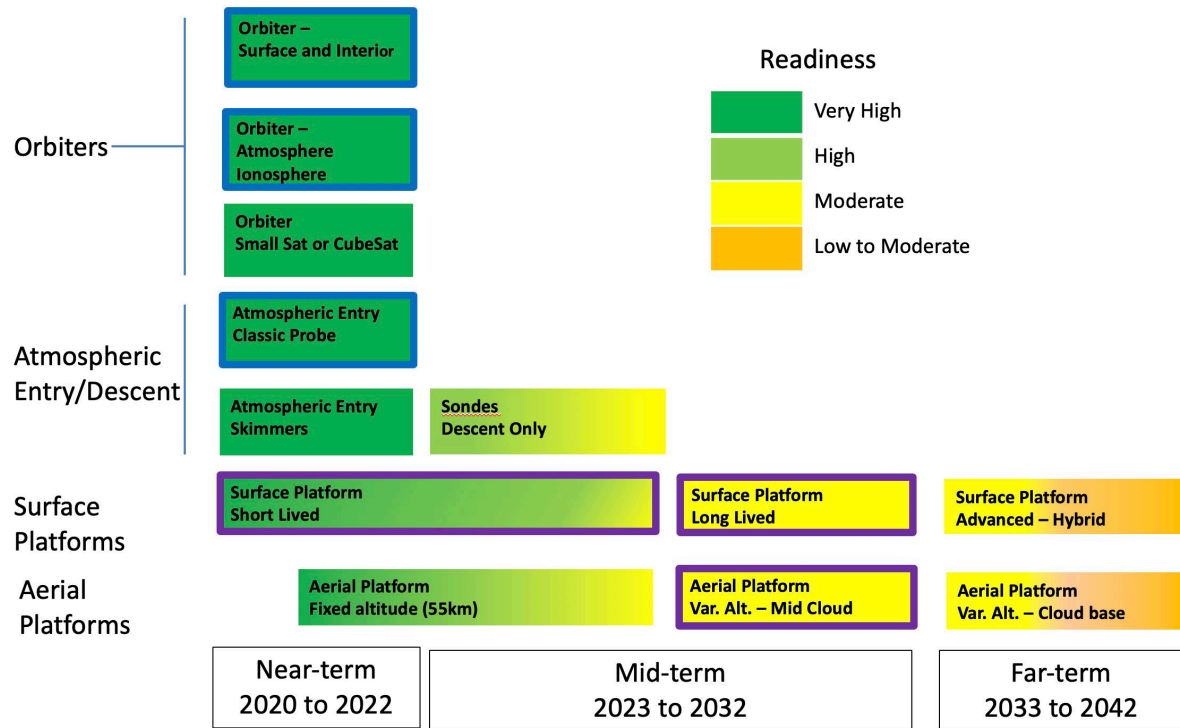 Orbiter –
Surface and Interior
Orbiters
Orbiter –
Atmosphere
Ionosphere
Orbiter
Small Sat or CubeSat
Readiness
Very High
High
Moderate
Low to Moderate
Atmospheric
Entry/Descent
Atmospheric Entry
Classic Probe
Atmospheric Entry
Skimmers
Sondes
Descent Only
Surface
Platforms
Surface Platform
Short Lived
Surface Platform
Long Lived
Surface Platform
Advanced – Hybrid
Aerial
Platforms
Aerial Platform
Fixed altitude (55km)
Aerial Platform
Var. Alt. – Mid Cloud
Aerial Platform
Var. Alt. – Cloud base
Near-term
2020 to 2022
Mid-term
2023 to 2032
Far-term
2033 to 2042